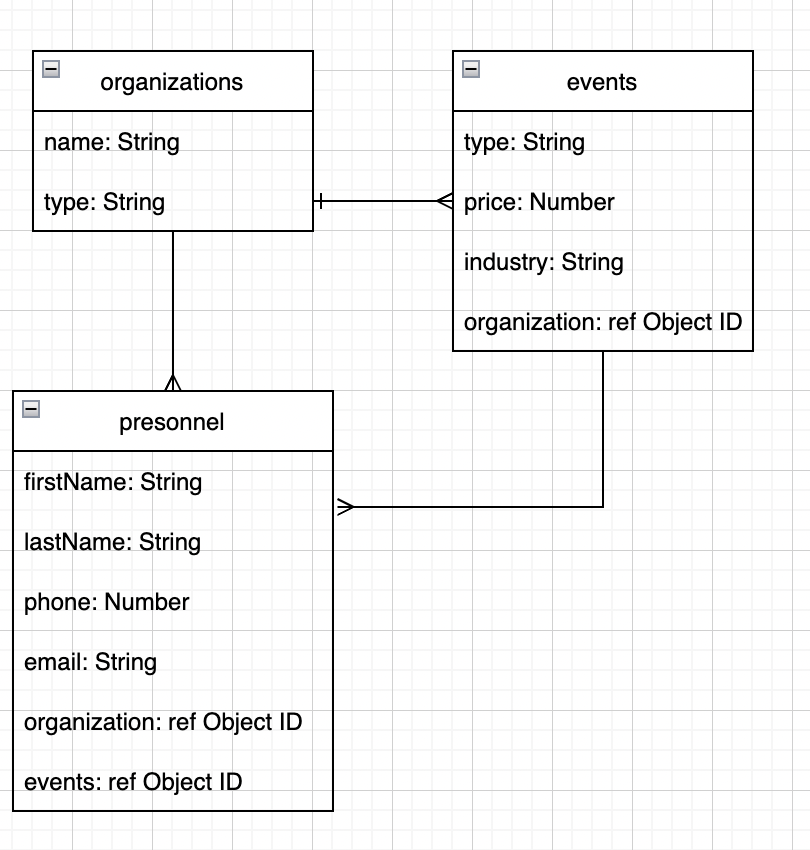 organizations
name: String
type: String
events
type: String
price: Number
industry: String
organization: ref Object ID
presonnel
firstName: String
lastName: String
phone: Number
email: String
organization: ref Object ID
events: ref Object ID